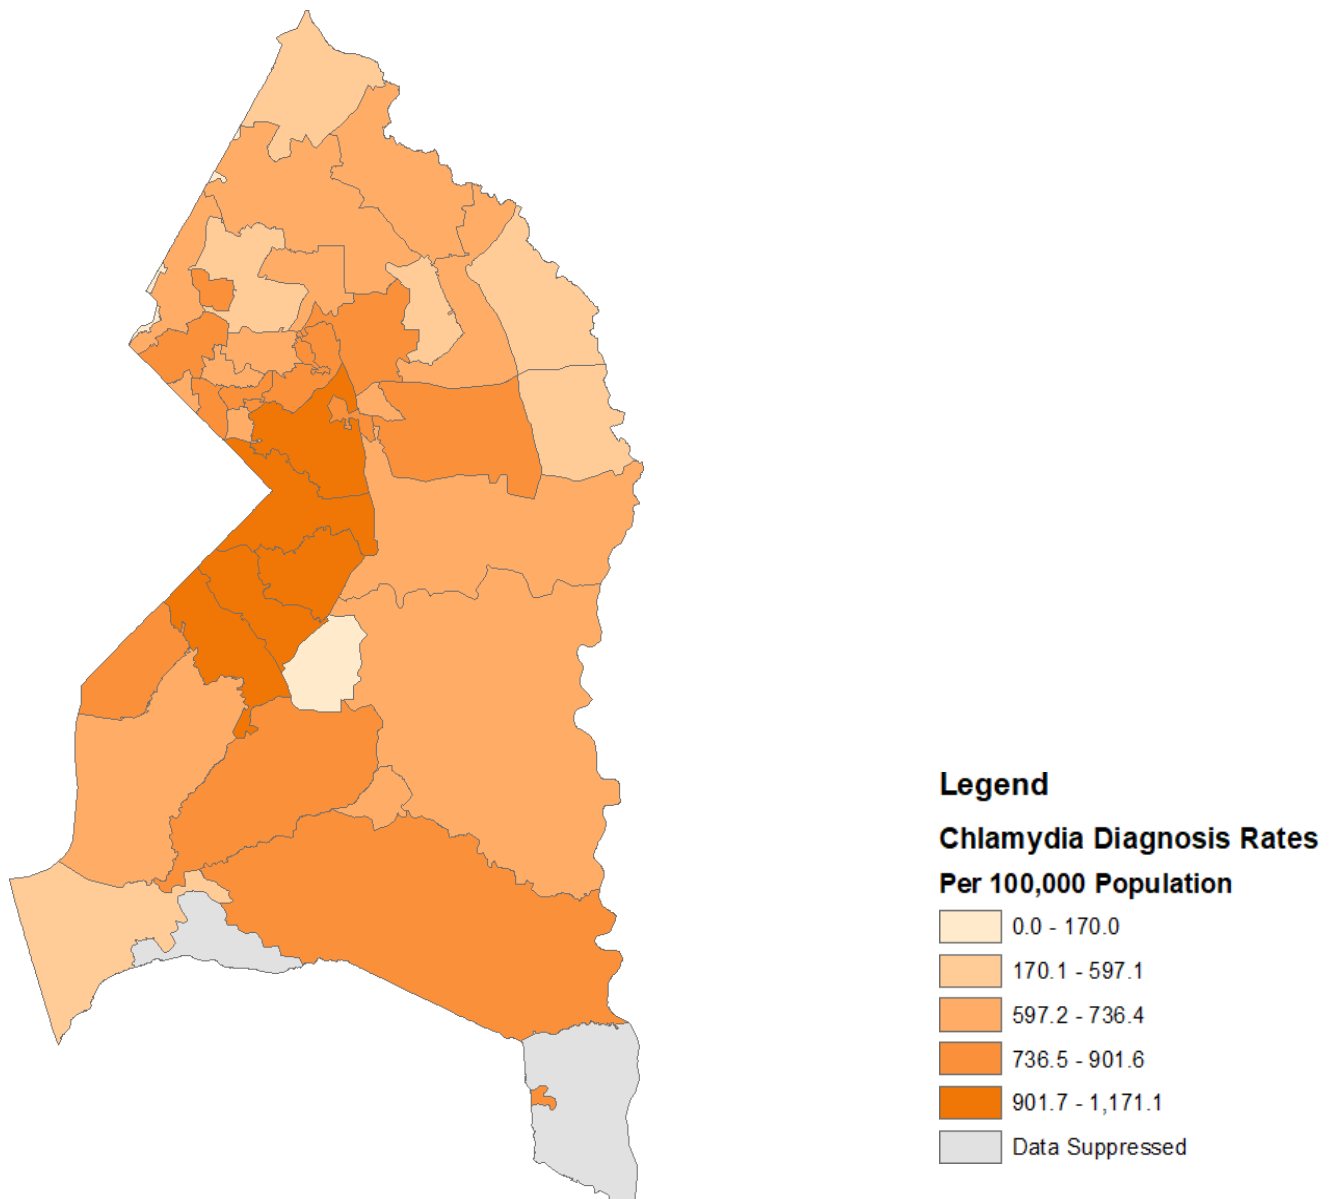 Legend
Chlamydia Diagnosis Rates
Per 100,000 Population
0.0 - 170.0
170.1 - 597.1
597.2 - 736.4
736.5 - 901.6
901.7 - 1,171.1
Data Suppressed